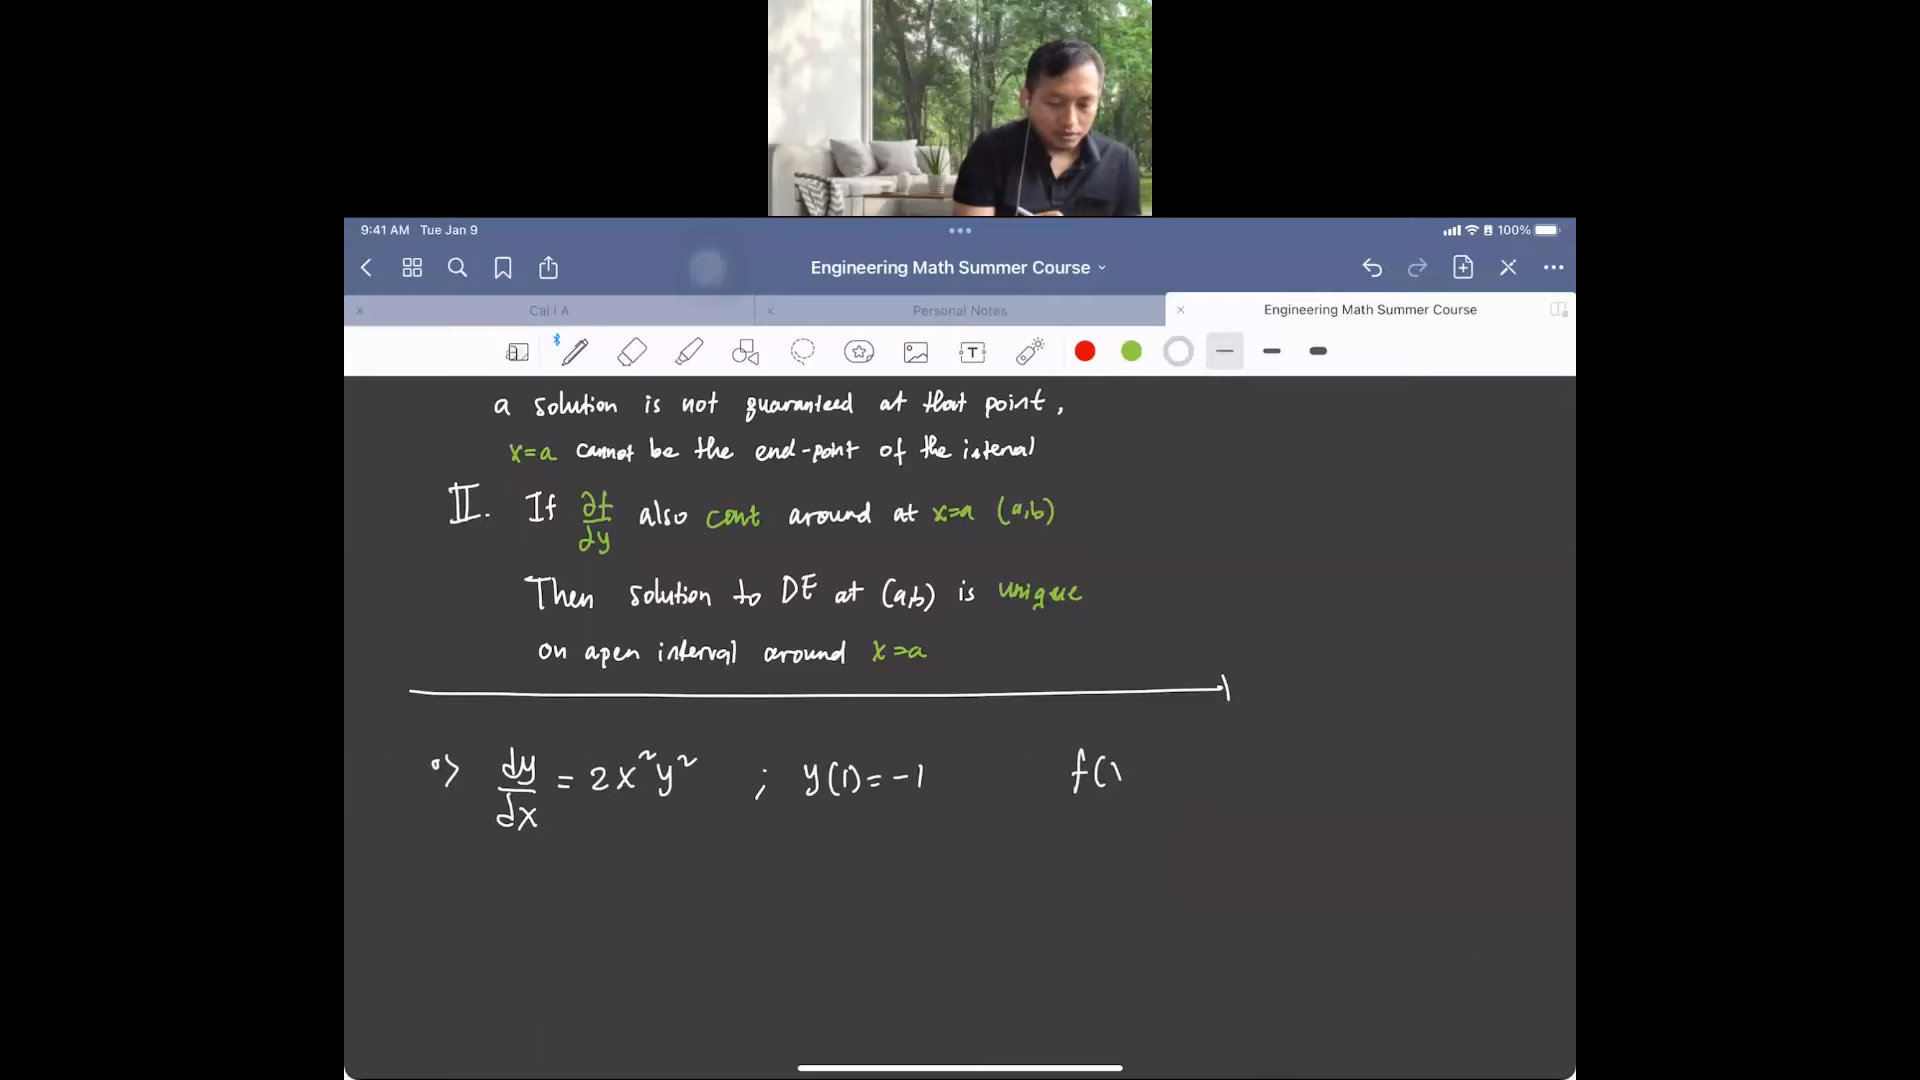 9:41 AM Tue Jan 9
100%
Engineering Math Summer Course
Cal I A
Personal Notes
Engineering Math Summer Course
T
a solution is not guaranteed at that point,
x=a cannot be the end-point of the interval
II. If ∂f/∂y also cont around at x=a (a,b)
Then solution to DE at (a,b) is unique
on open interval around x=a
dy/dx = 2x²y² ; y(1)=-1 f(